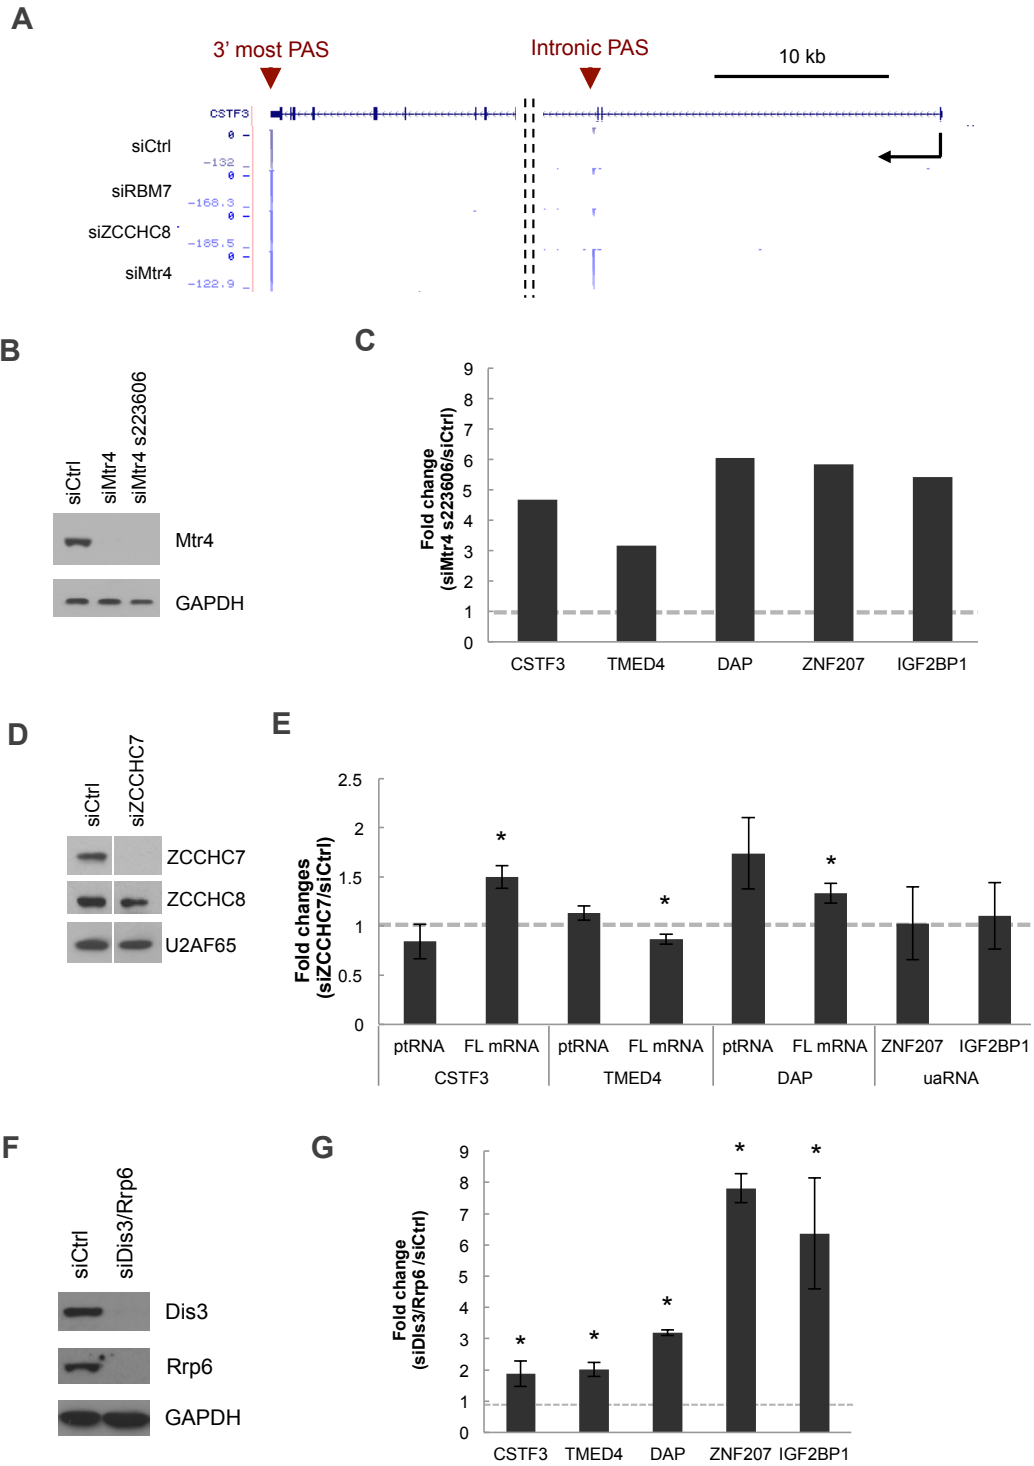 A
3' most PAS
Intronic PAS
10 kb
CSTF3
siCtrl
0
-132
siRBM7
0
-168.3
siZCCHC8
0
-185.5
siMtr4
0
-122.9
B
siCtrl
siMtr4
siMtr4 s223606
Mtr4
GAPDH
C
Fold change
(siMtr4 s223606/siCtrl)
9
8
7
6
5
4
3
2
1
0
CSTF3 TMED4 DAP ZNF207 IGF2BP1
D
siCtrl
siZCCHC7
ZCCHC7
ZCCHC8
U2AF65
E
Fold changes
(siZCCHC7/siCtrl)
2.5
2
1.5
1
0.5
0
*
*
*
ptRNA FL mRNA ptRNA FL mRNA ptRNA FL mRNA ZNF207 IGF2BP1
CSTF3 TMED4 DAP uaRNA
F
siCtrl
siDis3/Rrp6
Dis3
Rrp6
GAPDH
G
Fold change
(siDIs3/Rrp6 /siCtrl)
9
8
7
6
5
4
3
2
1
0
* * * * *
CSTF3 TMED4 DAP ZNF207 IGF2BP1